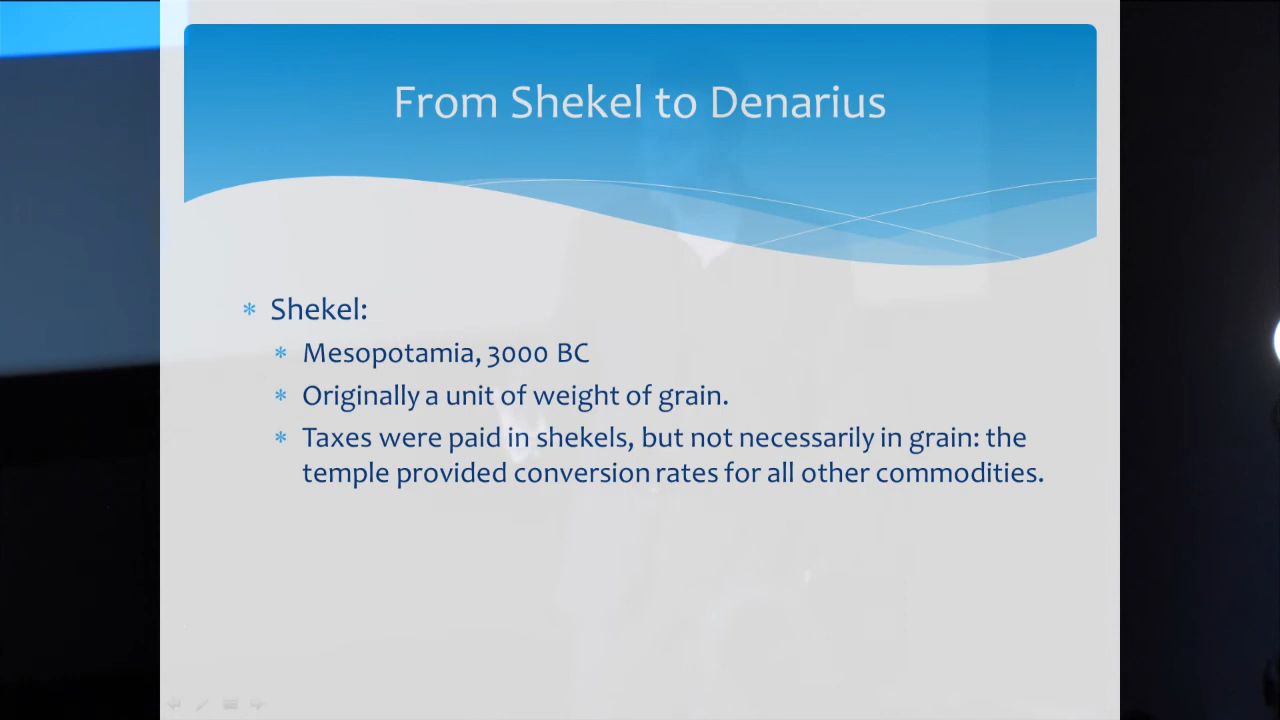 From Shekel to Denarius
* Shekel:
* Mesopotamia, 3000 BC
* Originally a unit of weight of grain.
* Taxes were paid in shekels, but not necessarily in grain: the
temple provided conversion rates for all other commodities.